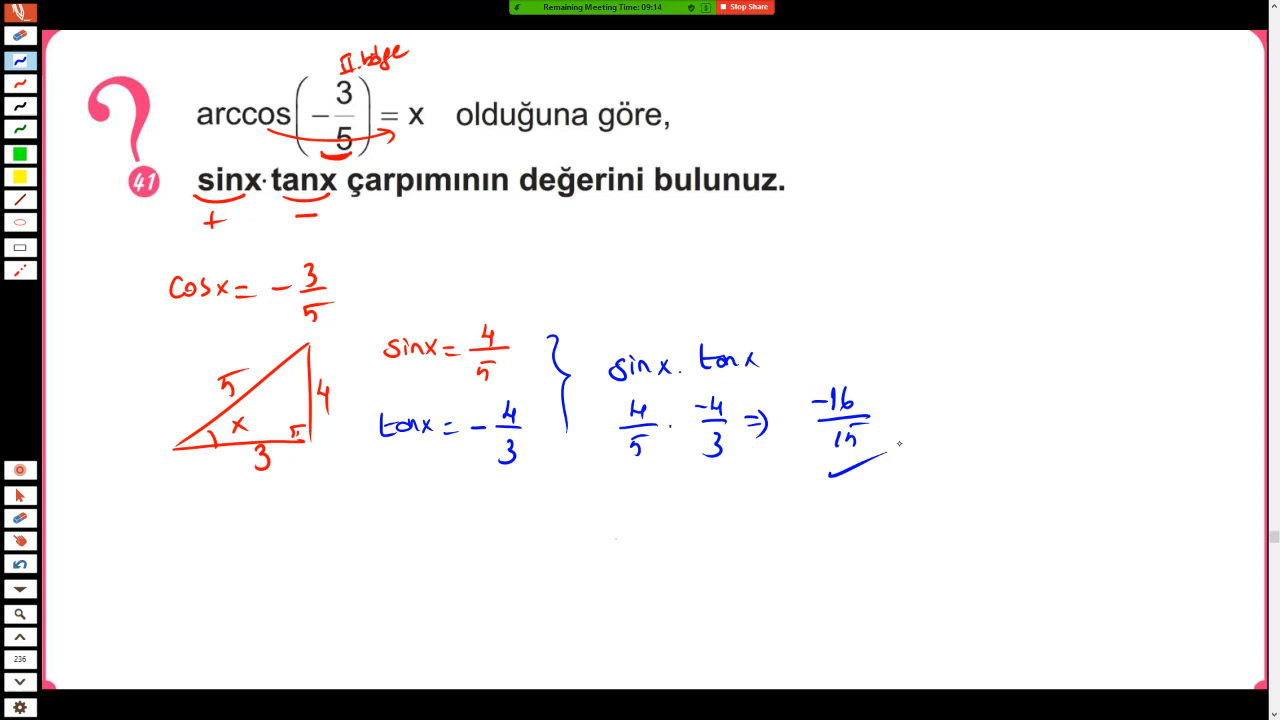 Remaining Meeting Time: 09:14 Stop Share
II. bölge
arccos(-3/5) = x olduğuna göre,
41
sinx·tanx çarpımının değerini bulunuz.
+ -
cosx = -3/5
5 4 x 3
sinx = 4/5
tanx = -4/3
sinx . tanx
4/5 . -4/3 => -16/15
236